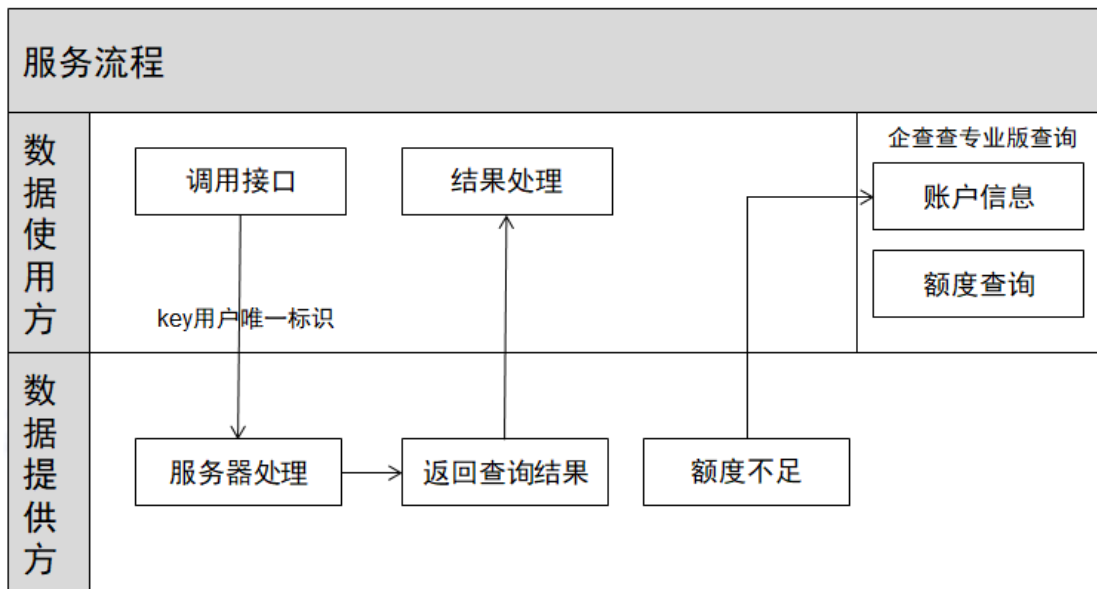 服务流程
数据使用方
调用接口
结果处理
企查查专业版查询
账户信息
额度查询
key用户唯一标识
数据提供方
服务器处理
返回查询结果
额度不足